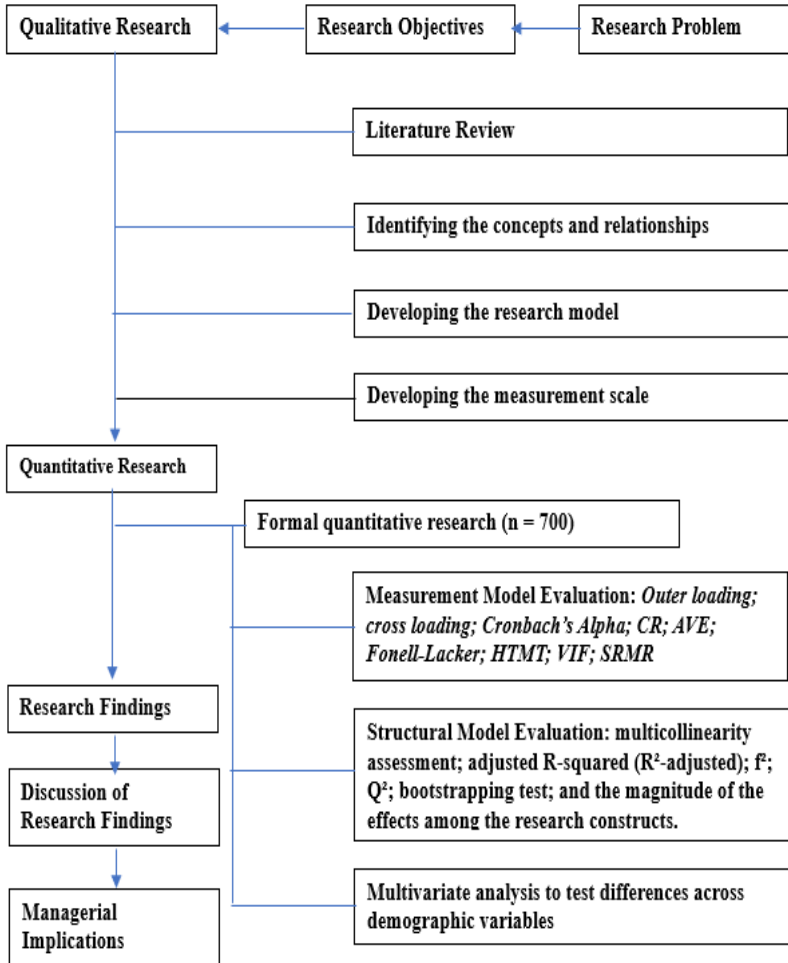 Qualitative Research
Research Objectives
Research Problem
Literature Review
Identifying the concepts and relationships
Developing the research model
Developing the measurement scale
Quantitative Research
Formal quantitative research (n = 700)
Measurement Model Evaluation: Outer loading;
cross loading; Cronbach’s Alpha; CR; AVE;
Fonell-Lacker; HTMT; VIF; SRMR
Research Findings
Structural Model Evaluation: multicollinearity
assessment; adjusted R-squared (R²-adjusted); f²;
Q²; bootstrapping test; and the magnitude of the
effects among the research constructs.
Discussion of
Research Findings
Multivariate analysis to test differences across
demographic variables
Managerial
Implications